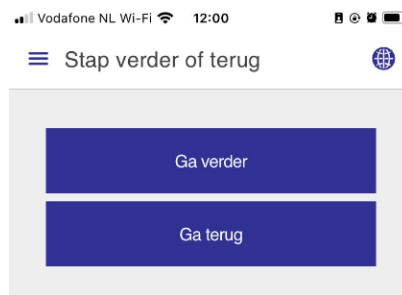 Vodafone NL Wi-Fi 12:00
Stap verder of terug
Ga verder
Ga terug